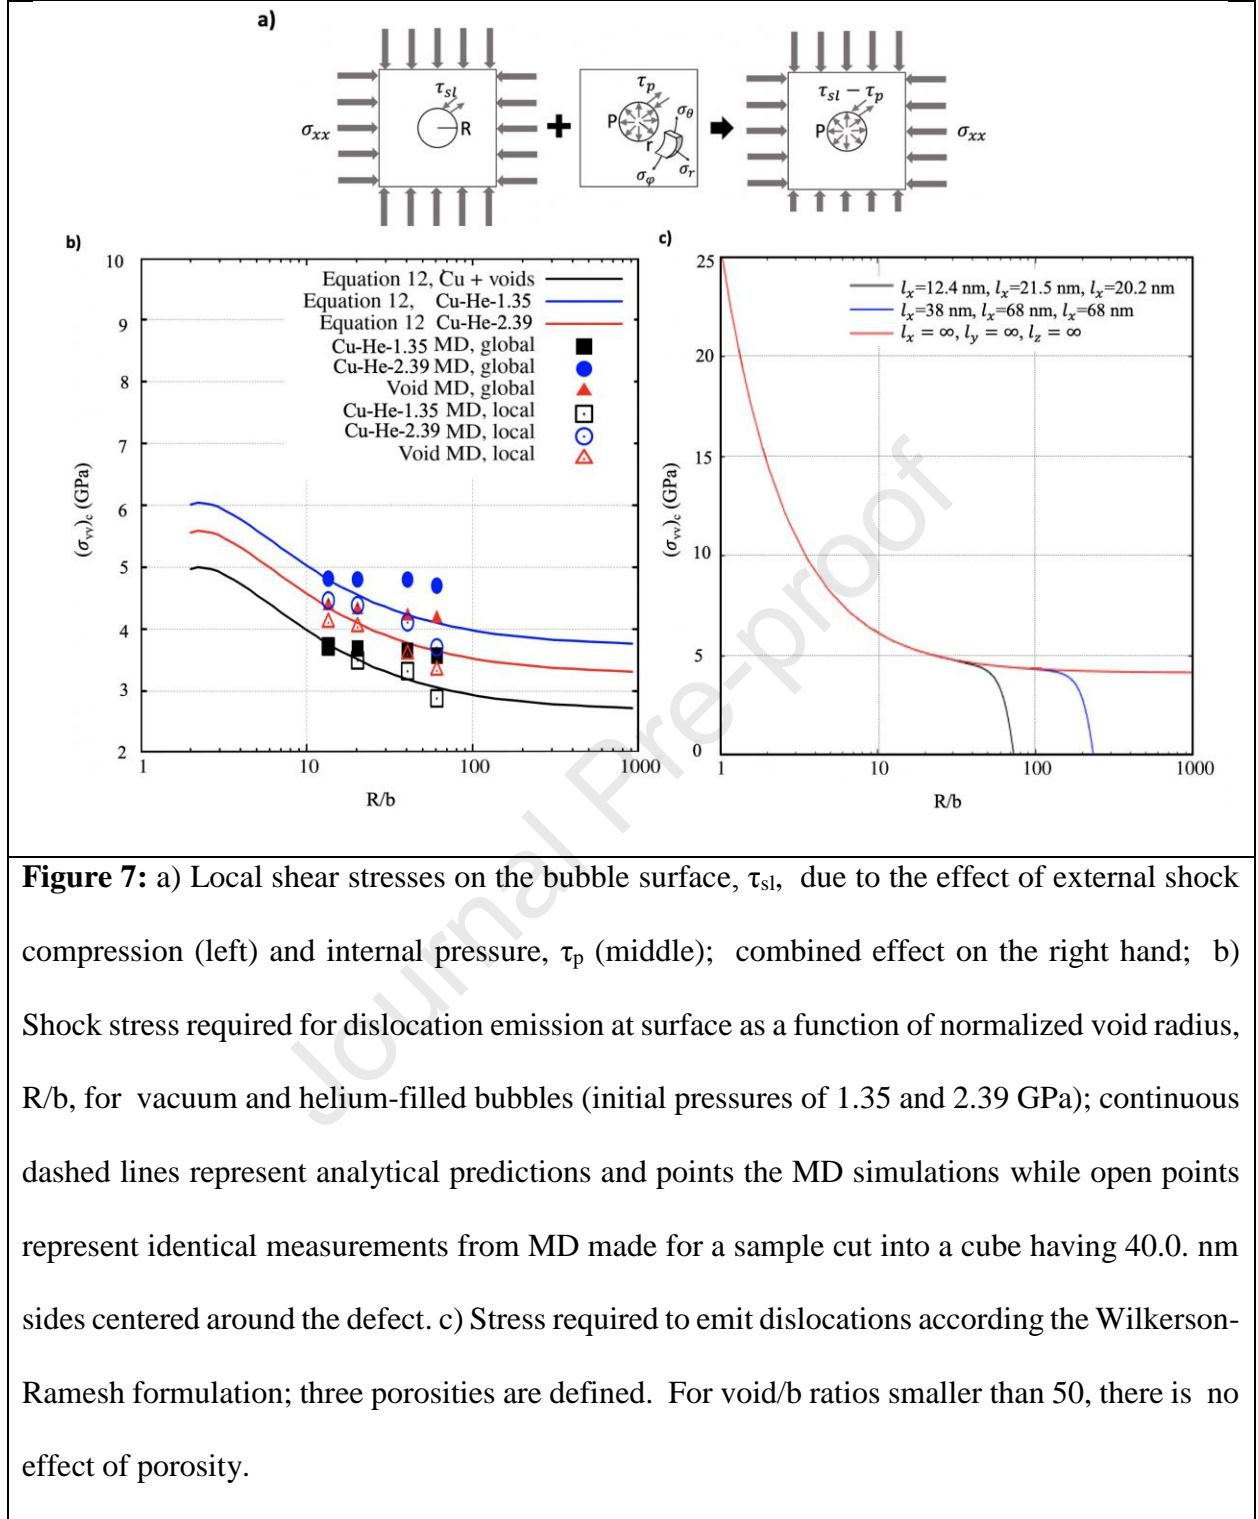 a)
τsl
R
σxx
τp
P
r
σθ
σr
σφ
τsl − τp
P
σxx
b)
10
9
8
7
6
5
4
3
2
(σyy)c (GPa)
Equation 12, Cu + voids
Equation 12, Cu-He-1.35
Equation 12 Cu-He-2.39
Cu-He-1.35 MD, global
Cu-He-2.39 MD, global
Void MD, global
Cu-He-1.35 MD, local
Cu-He-2.39 MD, local
Void MD, local
1 10 100 1000
R/b
c)
25
20
15
10
5
0
(σyy)c (GPa)
lx=12.4 nm, lx=21.5 nm, lx=20.2 nm
lx=38 nm, lx=68 nm, lx=68 nm
lx = ∞, ly = ∞, lz = ∞
1 10 100 1000
R/b
Journal Pre-proof
Figure 7: a) Local shear stresses on the bubble surface, τsl, due to the effect of external shock
compression (left) and internal pressure, τp (middle); combined effect on the right hand; b)
Shock stress required for dislocation emission at surface as a function of normalized void radius,
R/b, for vacuum and helium-filled bubbles (initial pressures of 1.35 and 2.39 GPa); continuous
dashed lines represent analytical predictions and points the MD simulations while open points
represent identical measurements from MD made for a sample cut into a cube having 40.0. nm
sides centered around the defect. c) Stress required to emit dislocations according the Wilkerson-
Ramesh formulation; three porosities are defined. For void/b ratios smaller than 50, there is no
effect of porosity.